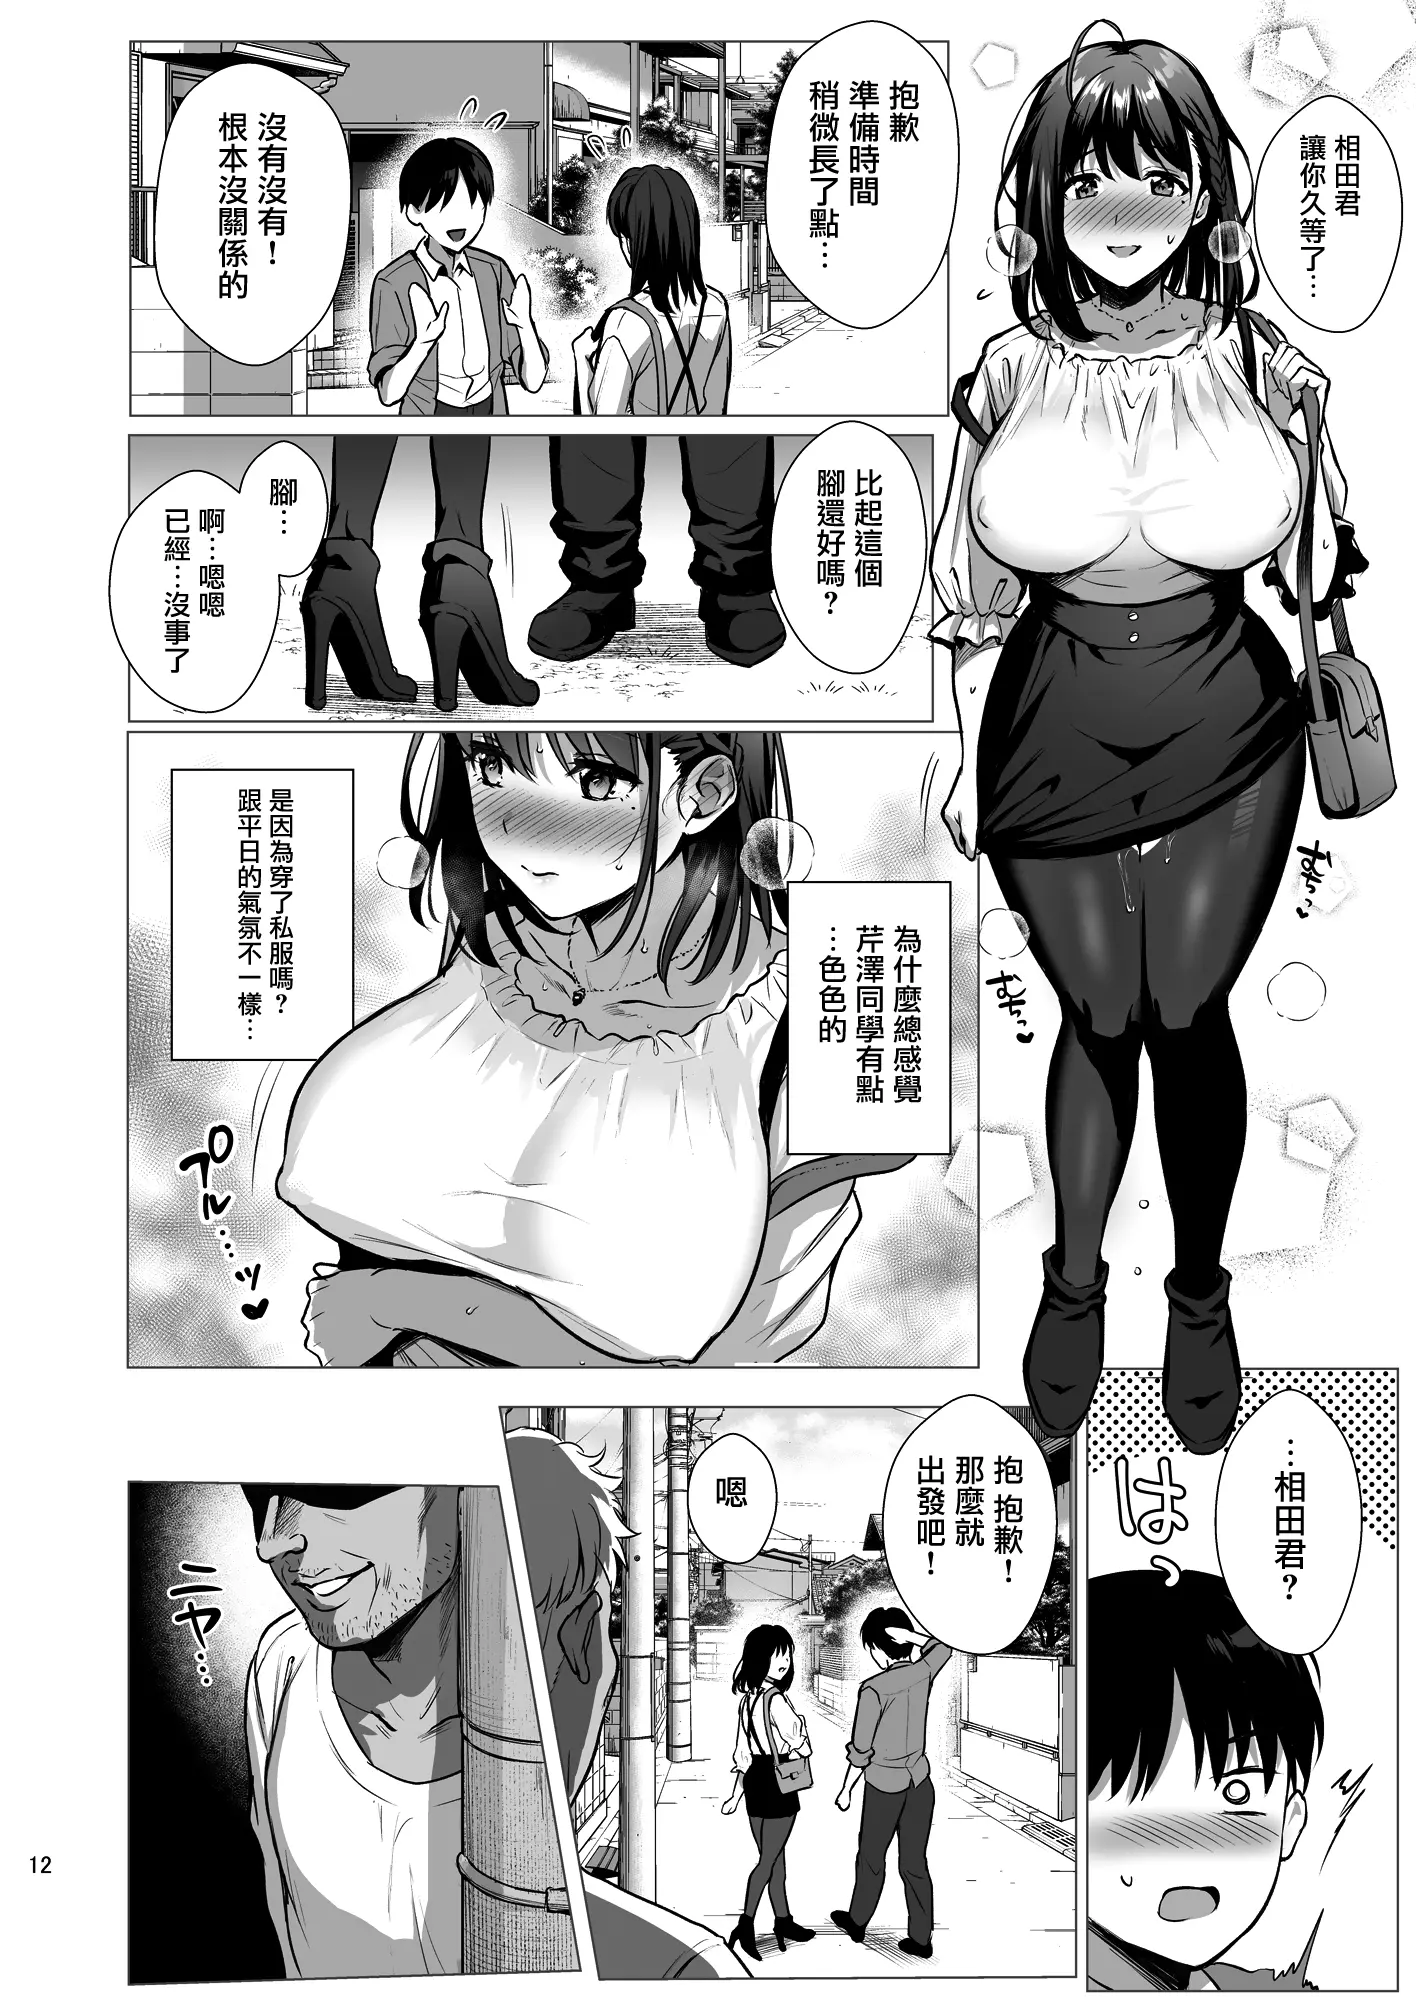 相田君
讓你久等了…
抱歉
準備時間
稍微長了點…
沒有沒有！
根本沒關係的
比起這個
腳還好嗎？
腳…
啊…嗯嗯
已經…沒事了
むちっ♥
むちっ♥
為什麼總感覺
芹澤同學有點
…色色的
是因為穿了私服嗎？
跟平日的氣氛不一樣…
プルッ…ッ♥
…相田君？
はっ
抱 抱歉！
那麼就
出發吧！
嗯
ニヤ…
12